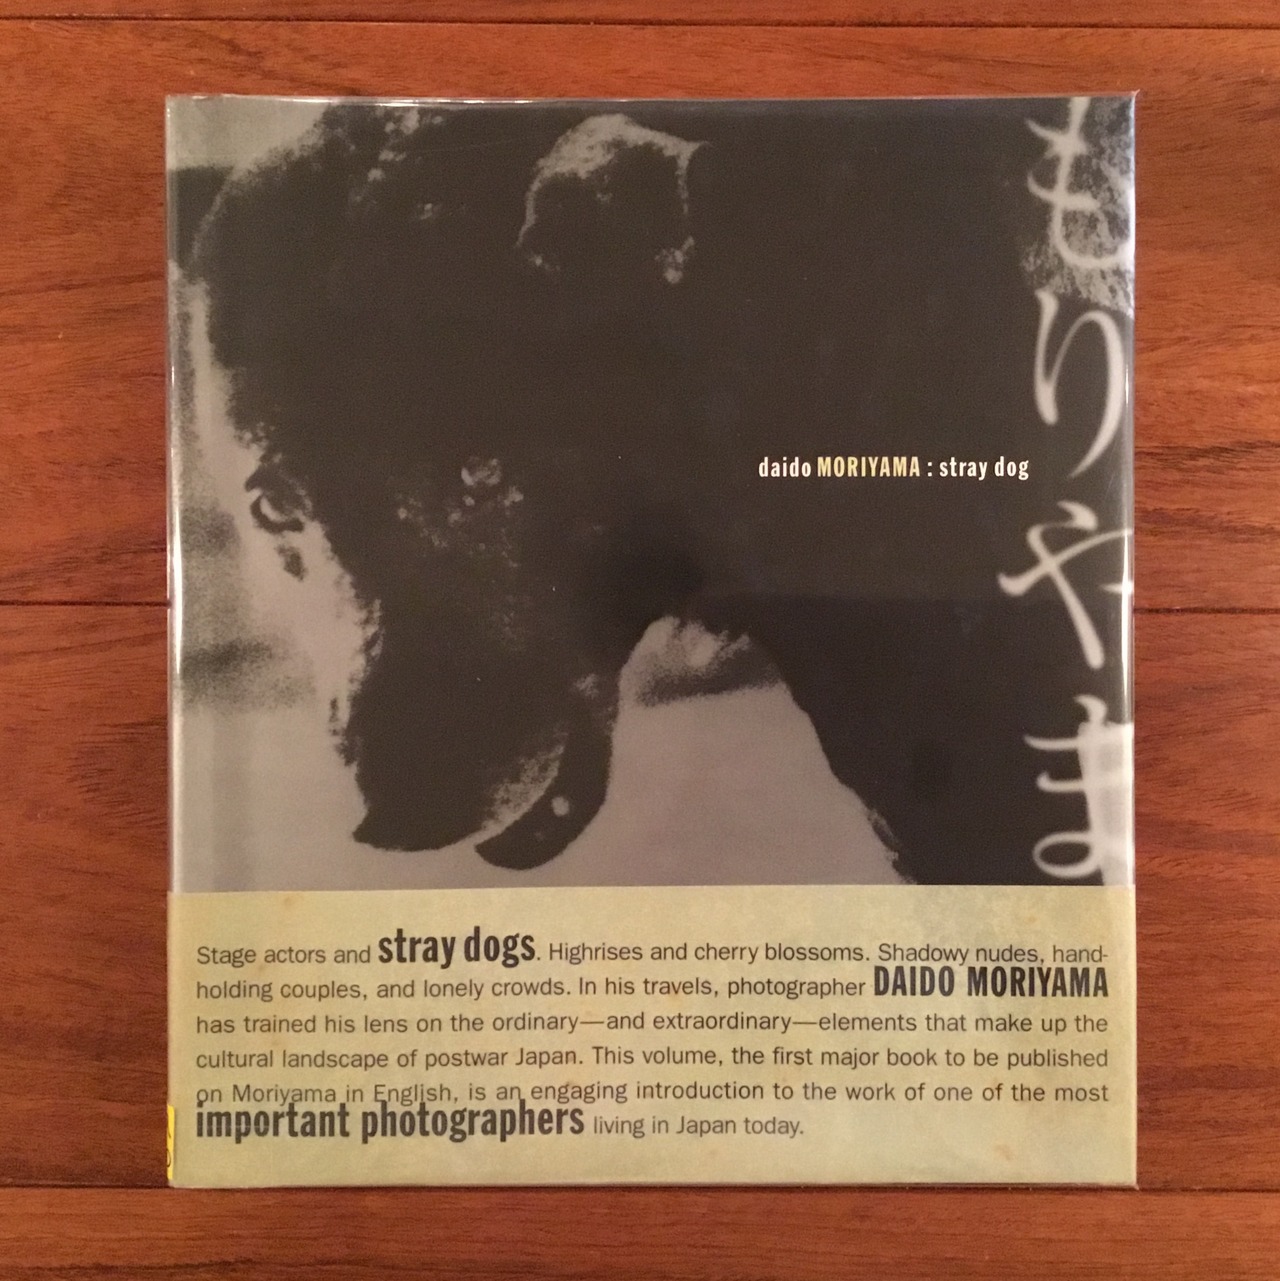 もりやま
daido MORIYAMA : stray dog
Stage actors and stray dogs. Highrises and cherry blossoms. Shadowy nudes, hand-
holding couples, and lonely crowds. In his travels, photographer DAIDO MORIYAMA
has trained his lens on the ordinary—and extraordinary—elements that make up the
cultural landscape of postwar Japan. This volume, the first major book to be published
on Moriyama in English, is an engaging introduction to the work of one of the most
important photographers living in Japan today.